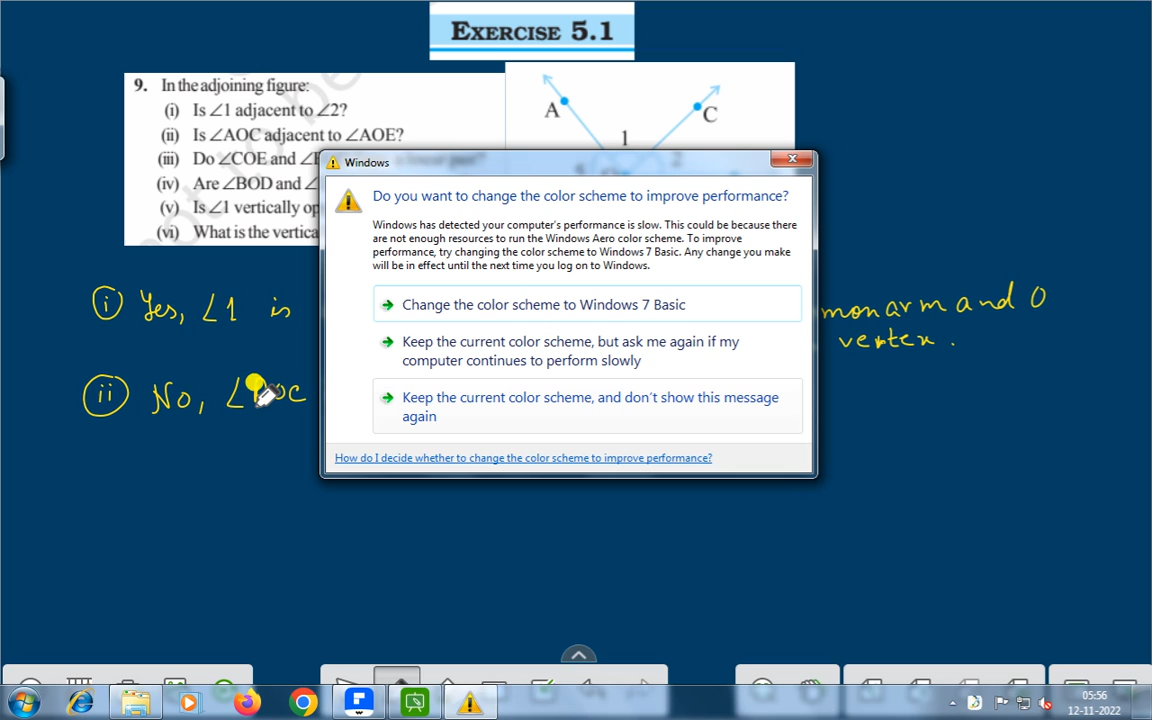 EXERCISE 5.1
9. In the adjoining figure:
(i) Is ∠1 adjacent to ∠2?
(ii) Is ∠AOC adjacent to ∠AOE?
(iii) Do ∠COE and ∠
(iv) Are ∠BOD and ∠
(v) Is ∠1 vertically op
(vi) What is the vertica
A
C
1
2
Windows
Do you want to change the color scheme to improve performance?
Windows has detected your computer's performance is slow. This could be because there
are not enough resources to run the Windows Aero color scheme. To improve
performance, try changing the color scheme to Windows 7 Basic. Any change you make
will be in effect until the next time you log on to Windows.
Change the color scheme to Windows 7 Basic
Keep the current color scheme, but ask me again if my
computer continues to perform slowly
Keep the current color scheme, and don't show this message
again
How do I decide whether to change the color scheme to improve performance?
(i) Yes, ∠1 is
mon arm and O
vertex.
(ii) No, ∠AOC
05:56
12-11-2022